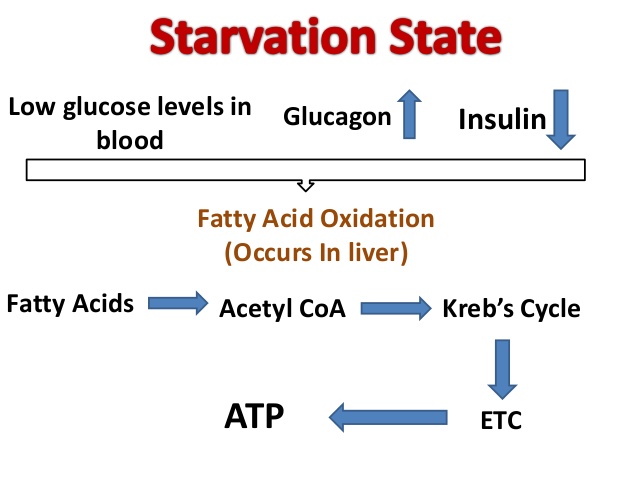 Starvation State
Low glucose levels in
blood
Glucagon
Insulin
Fatty Acid Oxidation
(Occurs In liver)
Fatty Acids
Acetyl CoA
Kreb’s Cycle
ATP
ETC